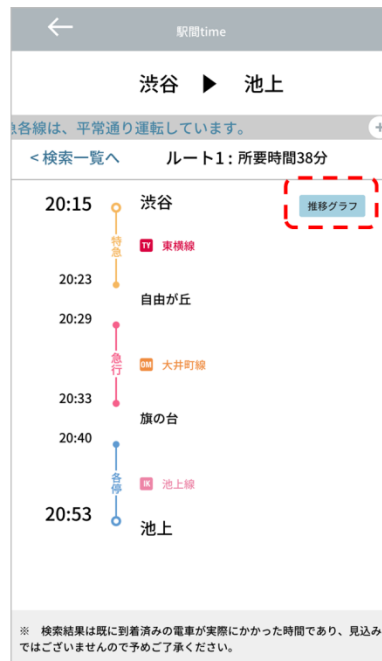 駅間time
渋谷 ▶ 池上
各線は、平常通り運転しています。
<検索一覧へ ルート1:所要時間38分
20:15 渋谷 推移グラフ
特急 TY 東横線
20:23
自由が丘
20:29
急行 OM 大井町線
20:33
旗の台
20:40
各停 IK 池上線
20:53
池上
※ 検索結果は既に到着済みの電車が実際にかかった時間であり、見込み
ではございませんので予めご了承ください。